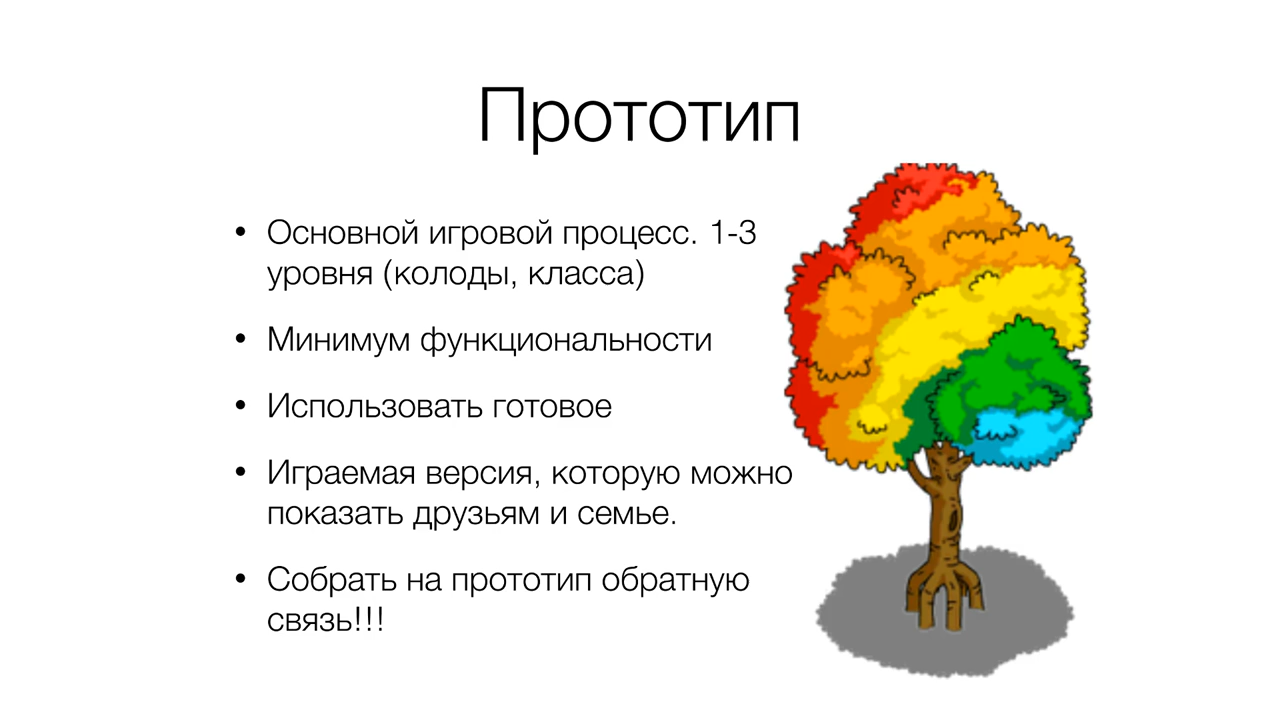 Прототип
• Основной игровой процесс. 1-3
уровня (колоды, класса)
• Минимум функциональности
• Использовать готовое
• Играемая версия, которую можно
показать друзьям и семье.
• Собрать на прототип обратную
связь!!!